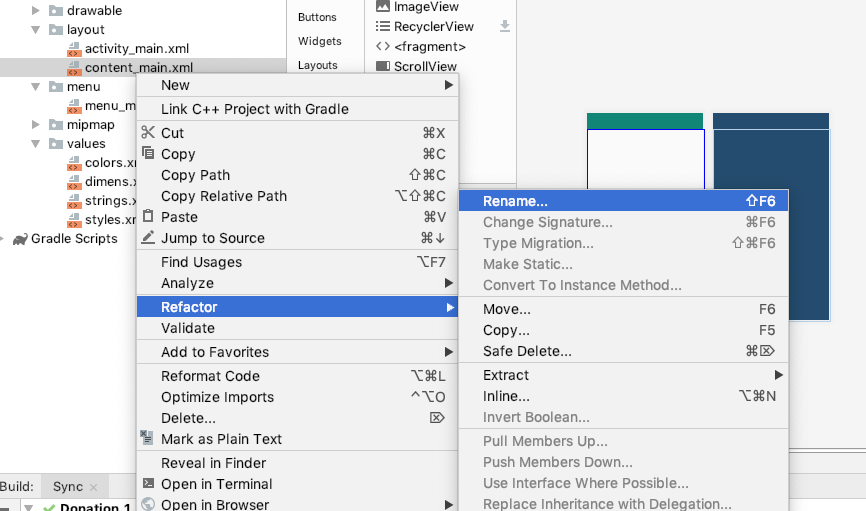 drawable
layout
activity_main.xml
content_main.xml
menu
menu_m
mipmap
values
colors.xm
dimens.xm
strings.xm
styles.xm
Gradle Scripts
Buttons
Widgets
Layouts
ImageView
RecyclerView
<fragment>
ScrollView
New
Link C++ Project with Gradle
Cut ⌘X
Copy ⌘C
Copy Path ⇧⌘C
Copy Relative Path ⌥⇧⌘C
Paste ⌘V
Jump to Source ⌘↓
Find Usages ⌥F7
Analyze
Refactor
Validate
Add to Favorites
Reformat Code ⌥⌘L
Optimize Imports ^⌥O
Delete... ⌦
Mark as Plain Text
Reveal in Finder
Open in Terminal
Open in Browser
Rename... ⇧F6
Change Signature... ⌘F6
Type Migration... ⇧⌘F6
Make Static...
Convert To Instance Method...
Move... F6
Copy... F5
Safe Delete... ⌘⌦
Extract
Inline... ⌥⌘N
Invert Boolean...
Pull Members Up...
Push Members Down...
Use Interface Where Possible...
Replace Inheritance with Delegation...
Build: Sync ×
Donation 1